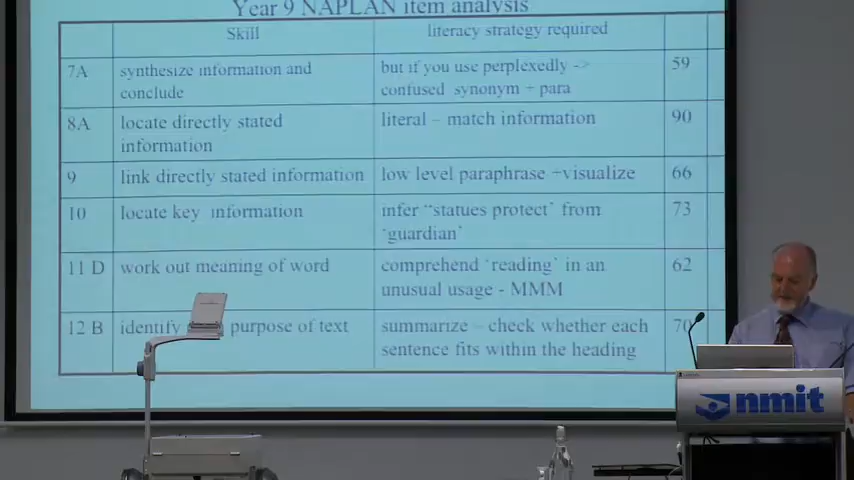 Year 9 NAPLAN item analysis
Skill literacy strategy required
7A synthesize information and conclude but if you use perplexedly -> confused synonym + para 59
8A locate directly stated information literal – match information 90
9 link directly stated information low level paraphrase +visualize 66
10 locate key information infer “statues protect’ from ‘guardian’ 73
11 D work out meaning of word comprehend ‘reading’ in an unusual usage - MMM 62
12 B identify purpose of text summarize – check whether each sentence fits within the heading 70
nmit